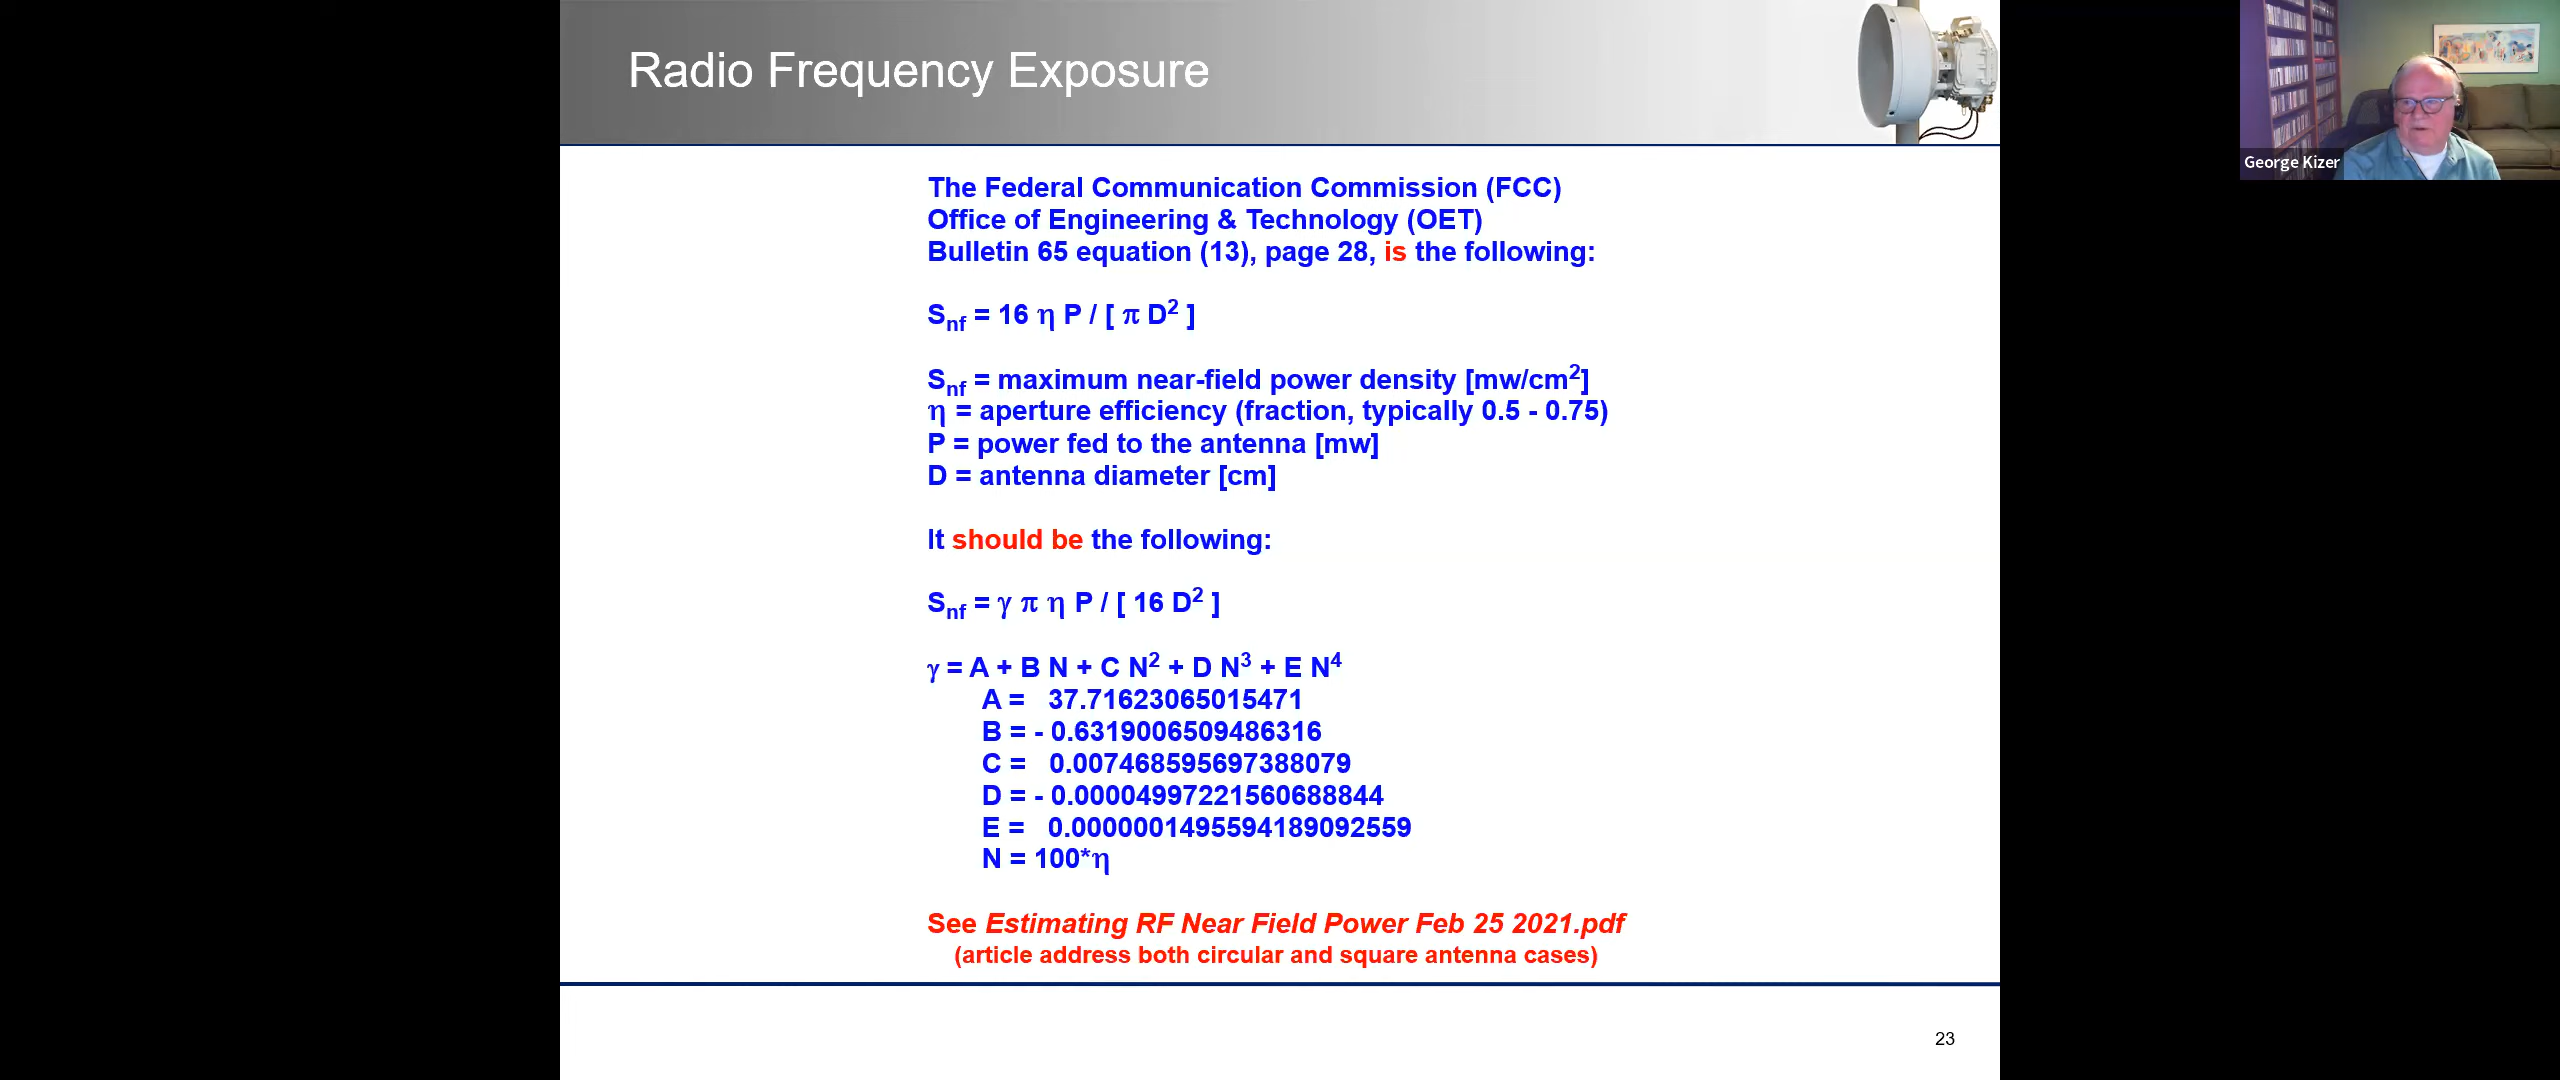 Radio Frequency Exposure
George Kizer
The Federal Communication Commission (FCC)
Office of Engineering & Technology (OET)
Bulletin 65 equation (13), page 28, is the following:
Snf = 16 η P / [ π D² ]
Snf = maximum near-field power density [mw/cm²]
η = aperture efficiency (fraction, typically 0.5 - 0.75)
P = power fed to the antenna [mw]
D = antenna diameter [cm]
It should be the following:
Snf = γ π η P / [ 16 D² ]
γ = A + B N + C N² + D N³ + E N⁴
A = 37.71623065015471
B = - 0.6319006509486316
C = 0.007468595697388079
D = - 0.00004997221560688844
E = 0.0000001495594189092559
N = 100*η
See Estimating RF Near Field Power Feb 25 2021.pdf
(article address both circular and square antenna cases)
23